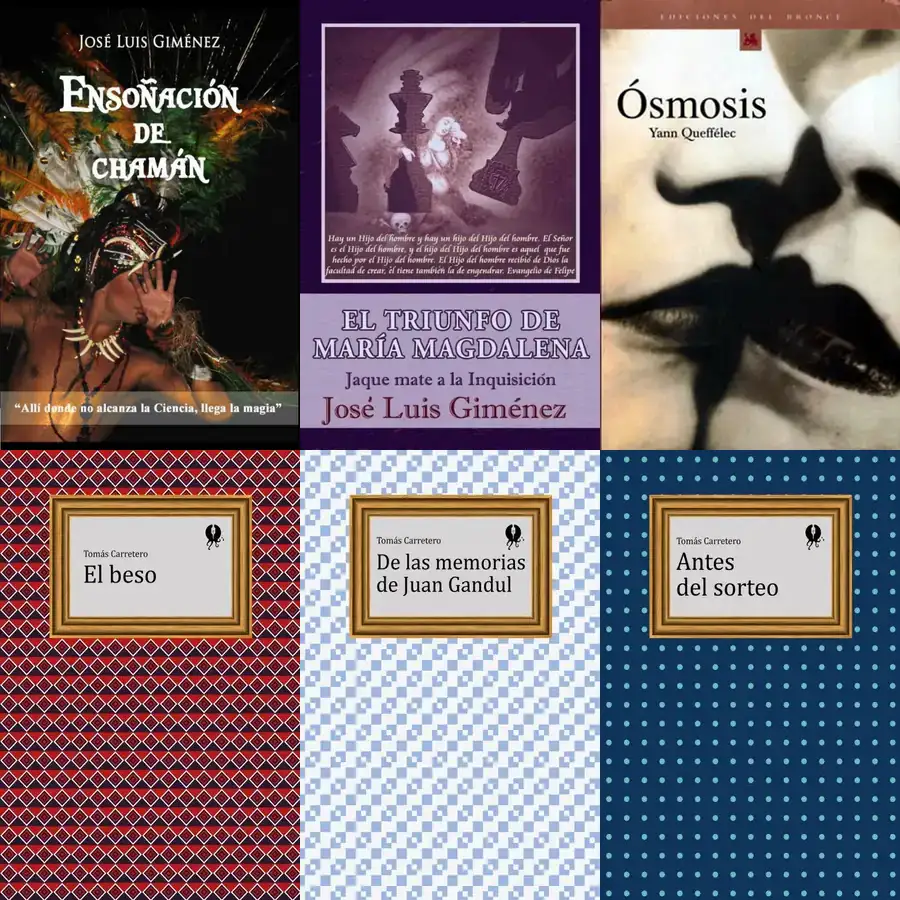 JOSÉ LUIS GIMÉNEZ
ENSOÑACIÓN
DE
CHAMÁN
“Allí donde no alcanza la Ciencia, llega la magia”
Hay un Hijo del hombre y hay un hijo del Hijo del hombre. El Señor
es el Hijo del hombre, y el hijo del Hijo del hombre es aquel que fue
hecho por el Hijo del hombre. El Hijo del hombre recibió de Dios la
facultad de crear, él tiene también la de engendrar. Evangelio de Felipe
EL TRIUNFO DE
MARÍA MAGDALENA
Jaque mate a la Inquisición
José Luis Giménez
EDICIONES DEL BRONCE
Ósmosis
Yann Queffélec
Tomás Carretero
El beso
Tomás Carretero
De las memorias
de Juan Gandul
Tomás Carretero
Antes
del sorteo